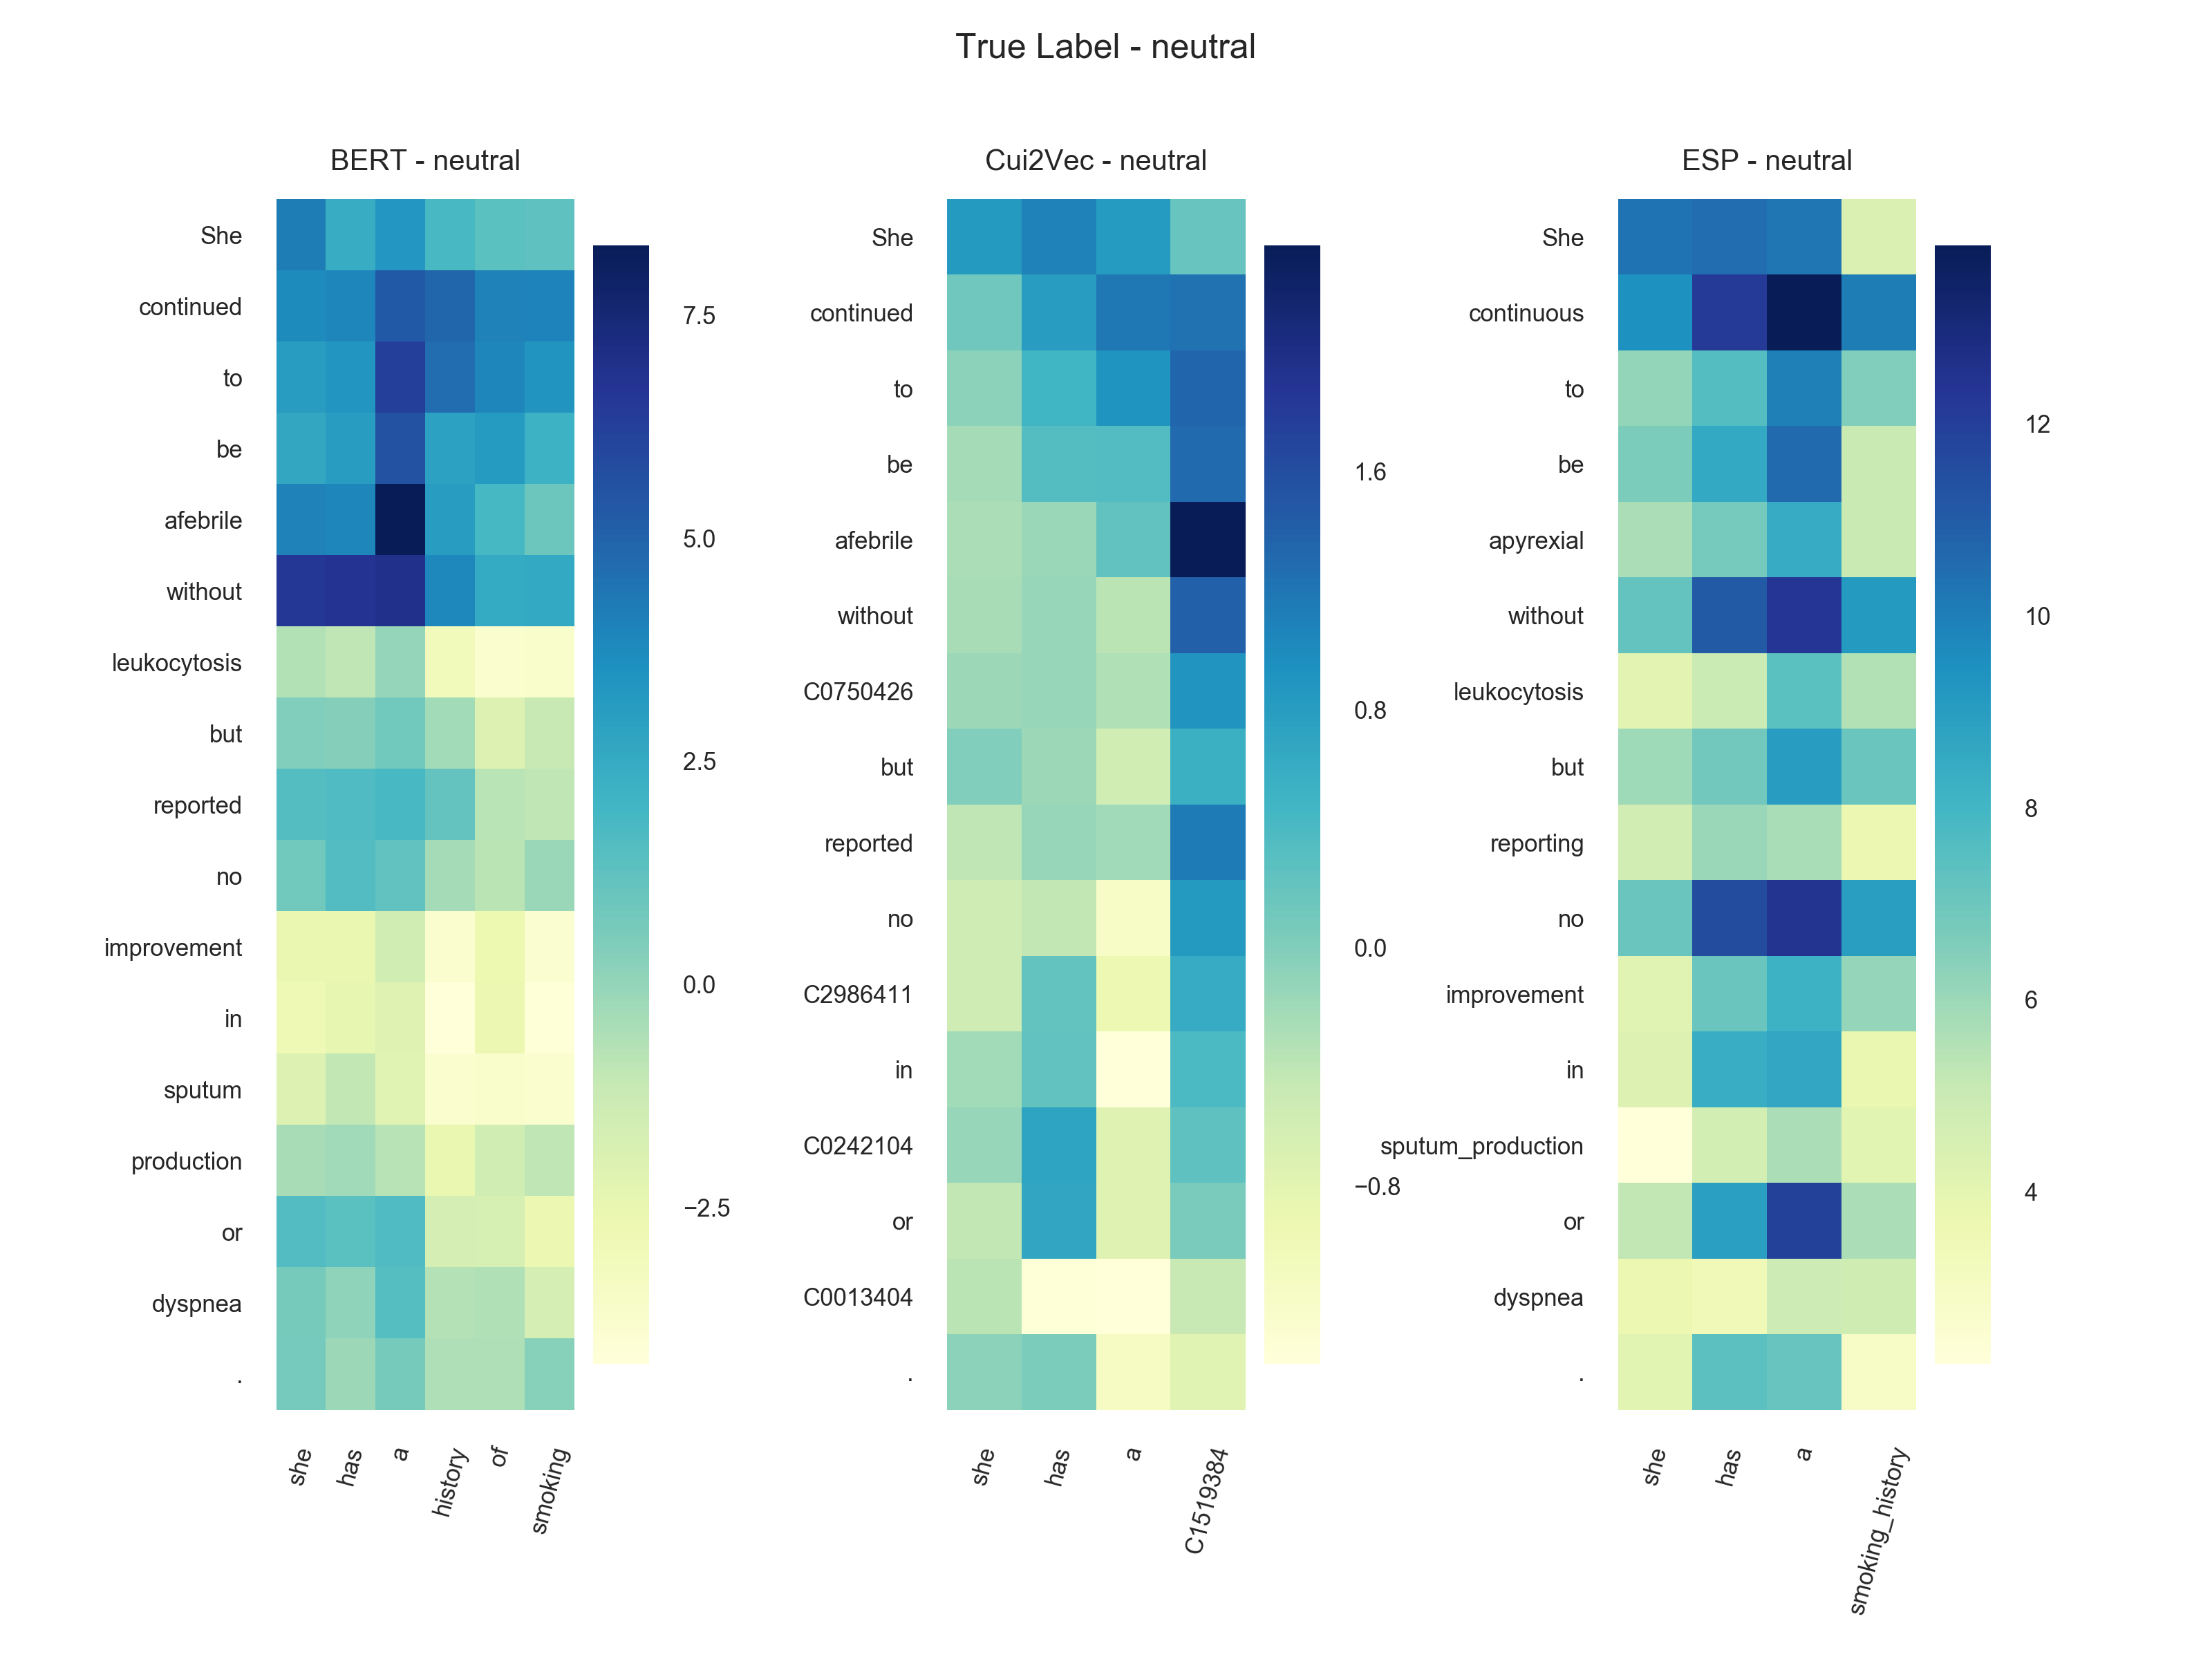 True Label - neutral
BERT - neutral
She
continued
to
be
afebrile
without
leukocytosis
but
reported
no
improvement
in
sputum
production
or
dyspnea
.
she
has
a
history
of
smoking
7.5
5.0
2.5
0.0
−2.5
Cui2Vec - neutral
She
continued
to
be
afebrile
without
C0750426
but
reported
no
C2986411
in
C0242104
or
C0013404
.
she
has
a
C1519384
1.6
0.8
0.0
−0.8
ESP - neutral
She
continuous
to
be
apyrexial
without
leukocytosis
but
reporting
no
improvement
in
sputum_production
or
dyspnea
.
she
has
a
smoking_history
12
10
8
6
4